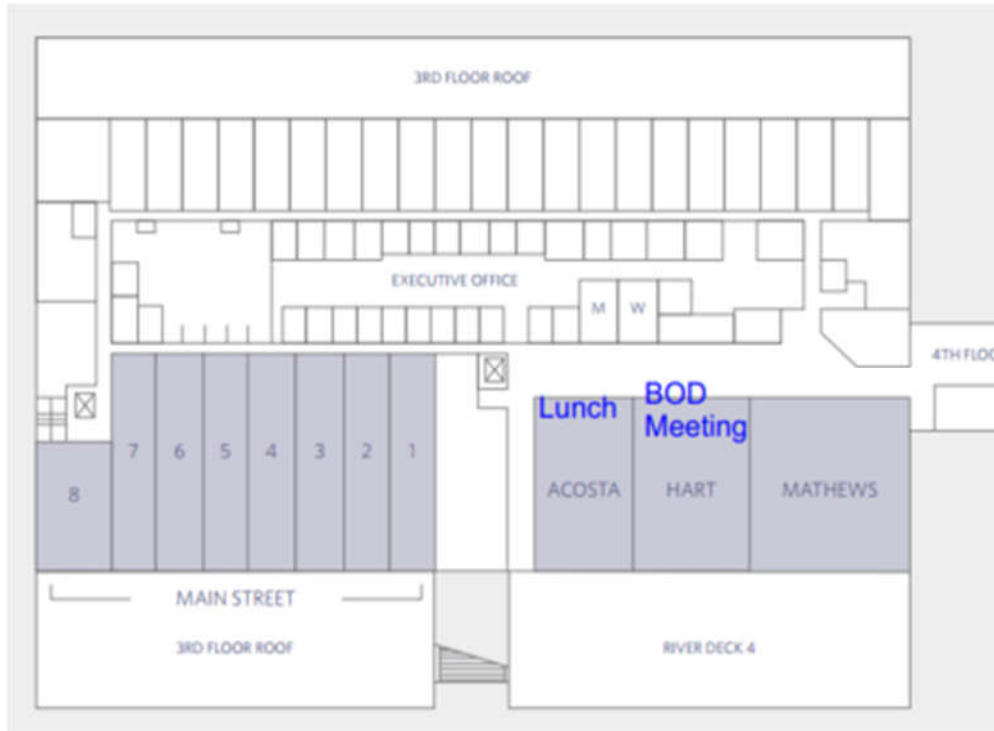 3RD FLOOR ROOF
EXECUTIVE OFFICE
M
W
4TH FLOO
Lunch
BOD
Meeting
8
7
6
5
4
3
2
1
ACOSTA
HART
MATHEWS
MAIN STREET
3RD FLOOR ROOF
RIVER DECK 4